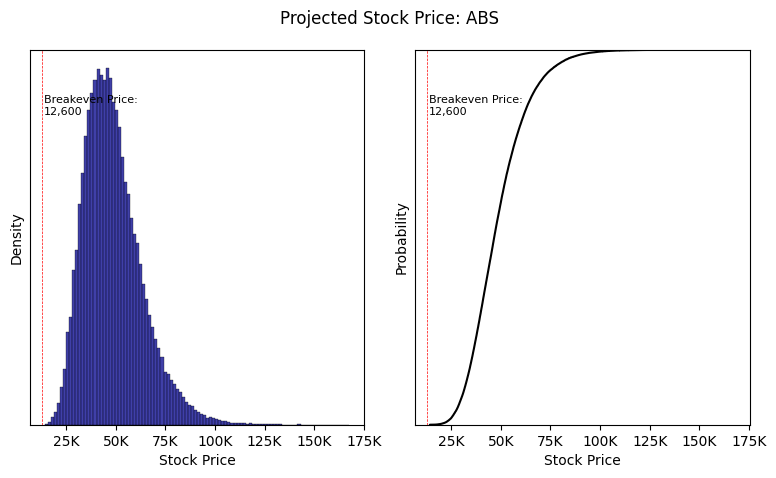 Projected Stock Price: ABS
Density
Breakeven Price:
12,600
25K 50K 75K 100K 125K 150K 175K
Stock Price
Probability
Breakeven Price:
12,600
25K 50K 75K 100K 125K 150K 175K
Stock Price